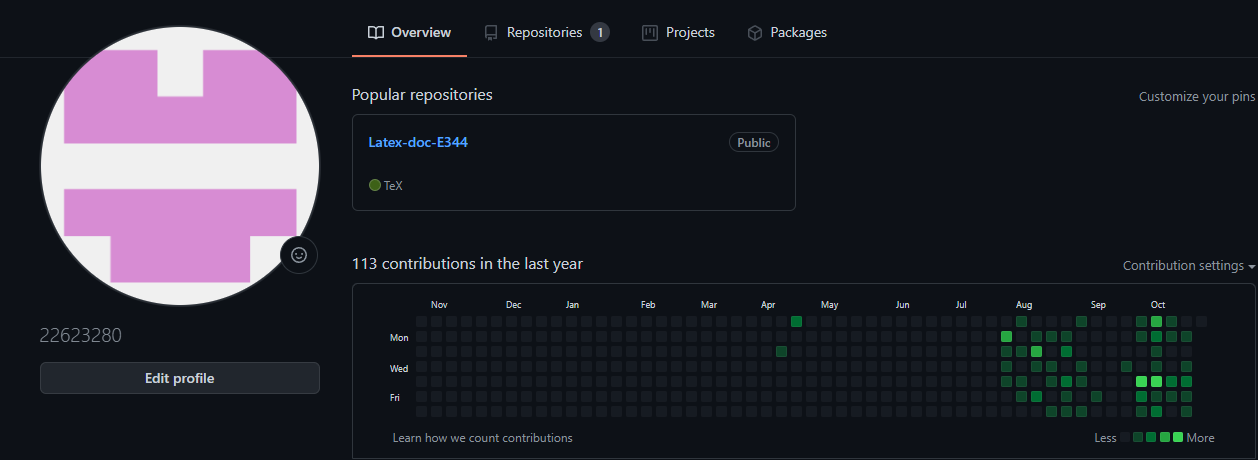 Overview Repositories 1 Projects Packages
Popular repositories
Customize your pins
Latex-doc-E344 Public
TeX
113 contributions in the last year
Contribution settings
Nov Dec Jan Feb Mar Apr May Jun Jul Aug Sep Oct
Mon
Wed
Fri
Learn how we count contributions
Less More
22623280
Edit profile